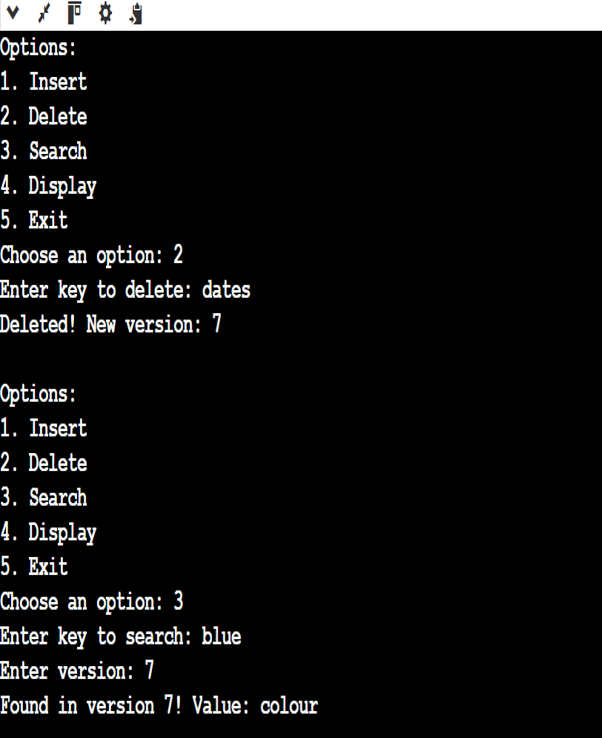 Options:
1. Insert
2. Delete
3. Search
4. Display
5. Exit
Choose an option: 2
Enter key to delete: dates
Deleted! New version: 7
Options:
1. Insert
2. Delete
3. Search
4. Display
5. Exit
Choose an option: 3
Enter key to search: blue
Enter version: 7
Found in version 7! Value: colour